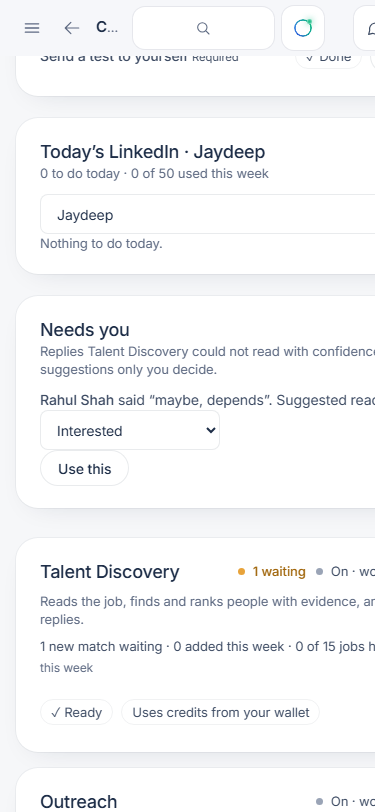 C...
Send a test to yourself Required
✓ Done
Today's LinkedIn · Jaydeep
0 to do today · 0 of 50 used this week
Jaydeep
Nothing to do today.
Needs you
Replies Talent Discovery could not read with confidence
suggestions only you decide.
Rahul Shah said “maybe, depends”. Suggested read
Interested
Use this
Talent Discovery
1 waiting
On · wo
Reads the job, finds and ranks people with evidence, an
replies.
1 new match waiting · 0 added this week · 0 of 15 jobs h
this week
✓ Ready
Uses credits from your wallet
Outreach
On · wo